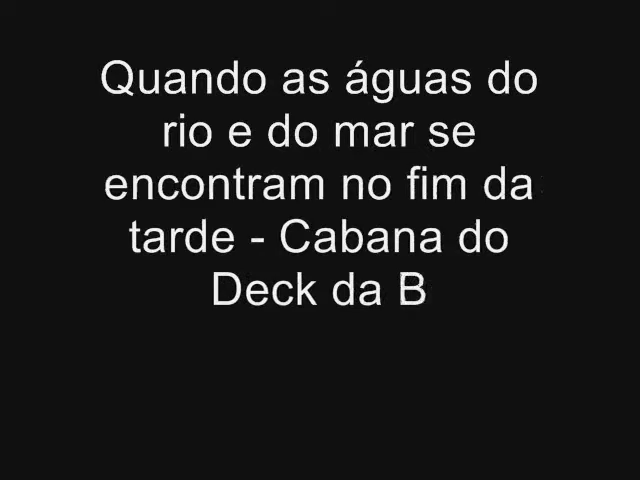 Quando as águas do
rio e do mar se
encontram no fim da
tarde - Cabana do
Deck da B